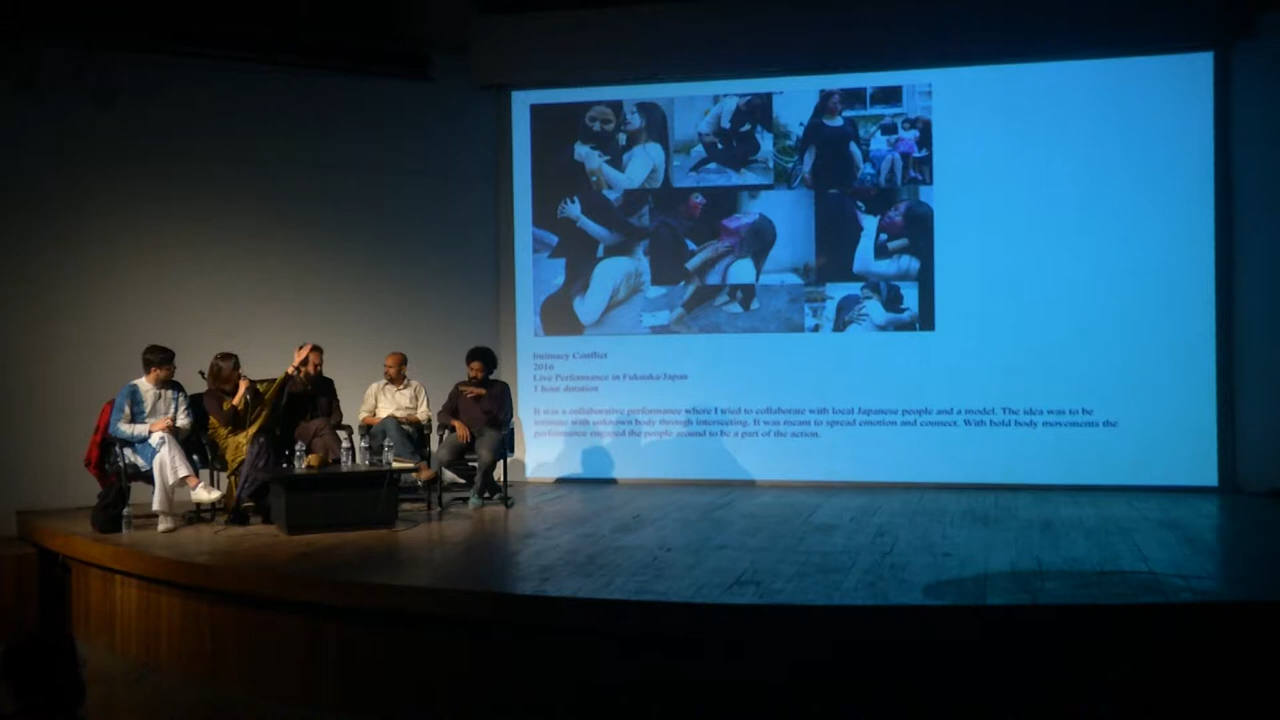 Intimacy Conflict
2016
Live Performance in Fukuoka/Japan
1 hour duration
It was a collaborative performance where I tried to collaborate with local Japanese people and a model. The idea was to be
intimate with unknown body through intersecting. It was meant to spread emotion and connect. With bold body movements the
performance engaged the people around to be a part of the action.